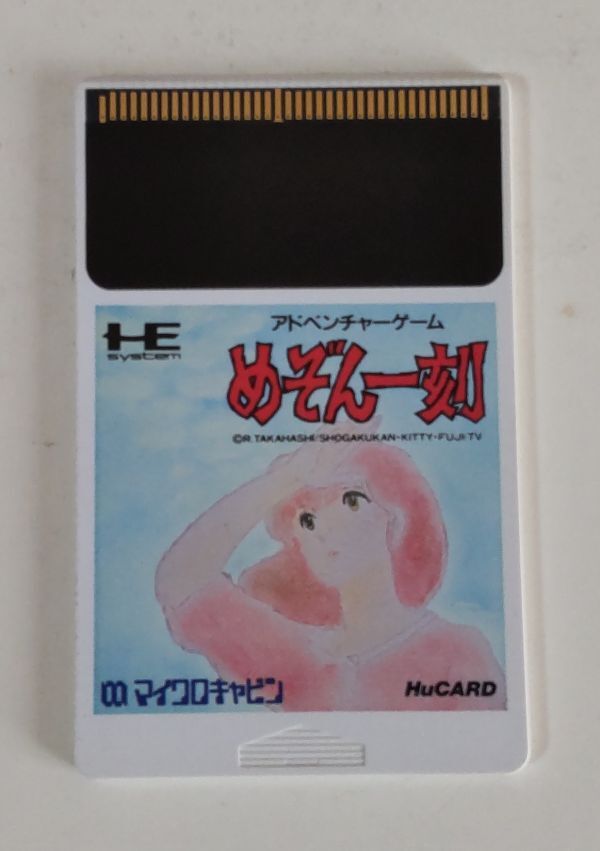 アドベンチャーゲーム
HE
system
めぞん一刻
©R.TAKAHASHI/SHOGAKUKAN・KITTY・FUJI・TV
マイクロキャビン
HuCARD